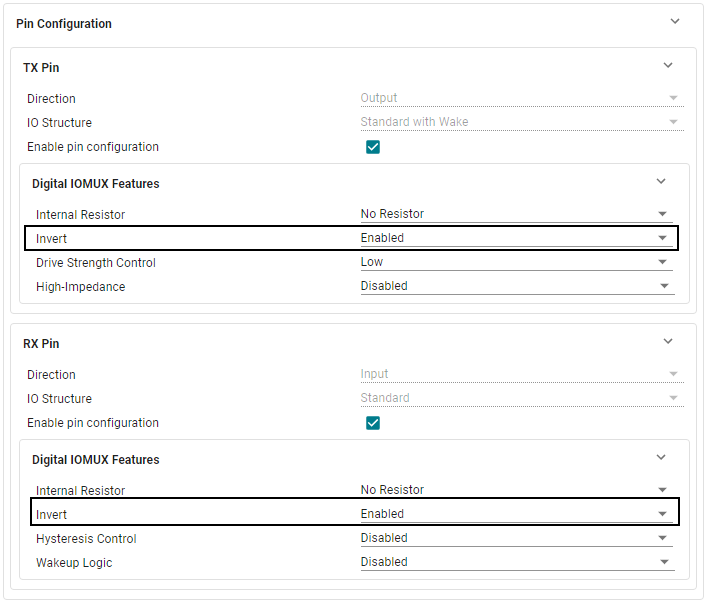 Pin Configuration
TX Pin
Direction Output
IO Structure Standard with Wake
Enable pin configuration
Digital IOMUX Features
Internal Resistor No Resistor
Invert Enabled
Drive Strength Control Low
High-Impedance Disabled
RX Pin
Direction Input
IO Structure Standard
Enable pin configuration
Digital IOMUX Features
Internal Resistor No Resistor
Invert Enabled
Hysteresis Control Disabled
Wakeup Logic Disabled